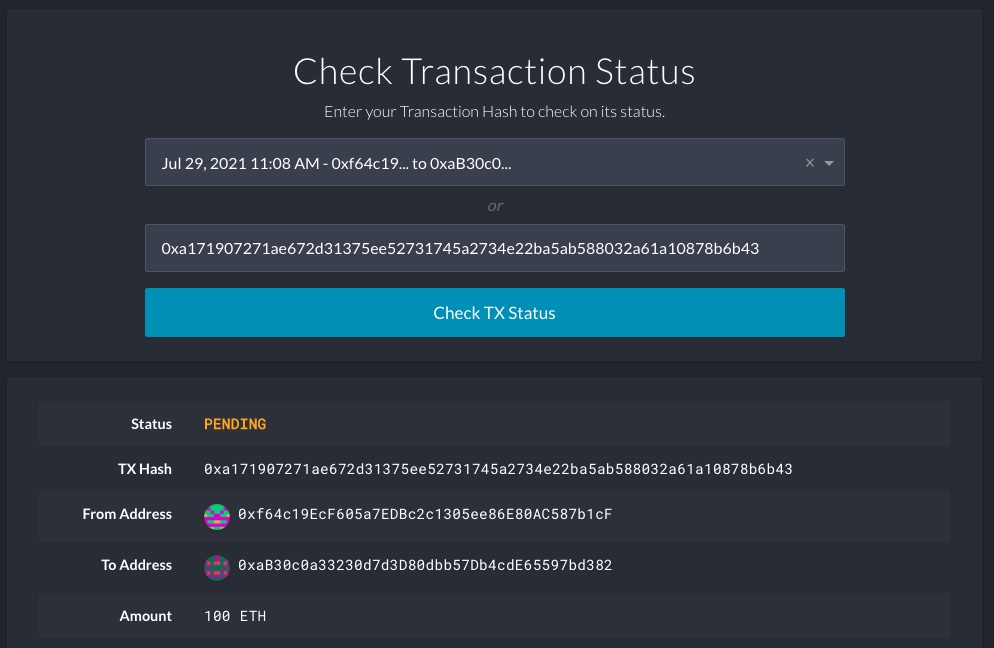 Check Transaction Status
Enter your Transaction Hash to check on its status.
Jul 29, 2021 11:08 AM - 0xf64c19... to 0xaB30c0...
or
0xa171907271ae672d31375ee52731745a2734e22ba5ab588032a61a10878b6b43
Check TX Status
Status PENDING
TX Hash 0xa171907271ae672d31375ee52731745a2734e22ba5ab588032a61a10878b6b43
From Address 0xf64c19EcF605a7EDBc2c1305ee86E80AC587b1cF
To Address 0xaB30c0a33230d7d3D80dbb57Db4cdE65597bd382
Amount 100 ETH